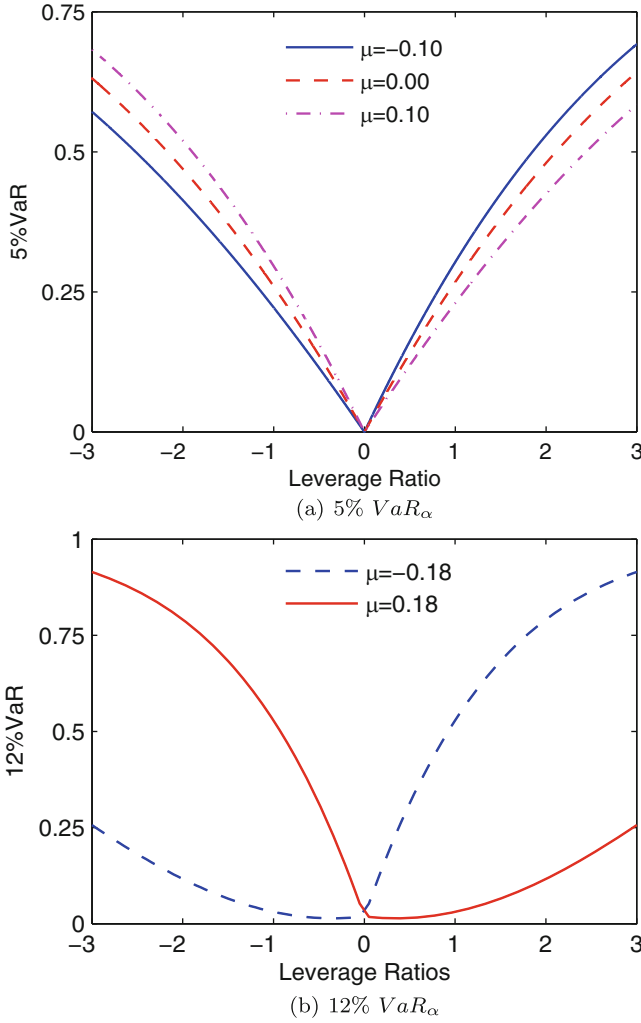 0.75
μ=−0.10
μ=0.00
μ=0.10
0.5
5%VaR
0.25
0
−3 −2 −1 0 1 2 3
Leverage Ratio
(a) 5% VaRα
1
μ=−0.18
μ=0.18
0.75
12%VaR
0.5
0.25
0
−3 −2 −1 0 1 2 3
Leverage Ratios
(b) 12% VaRα